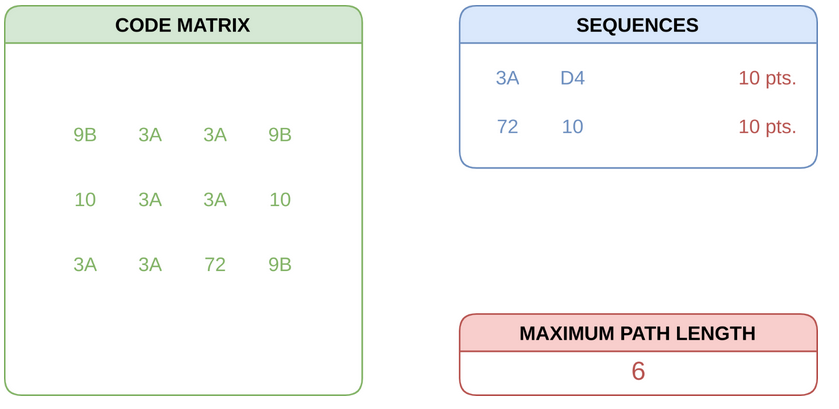 CODE MATRIX
9B 3A 3A 9B
10 3A 3A 10
3A 3A 72 9B
SEQUENCES
3A D4 10 pts.
72 10 10 pts.
MAXIMUM PATH LENGTH
6